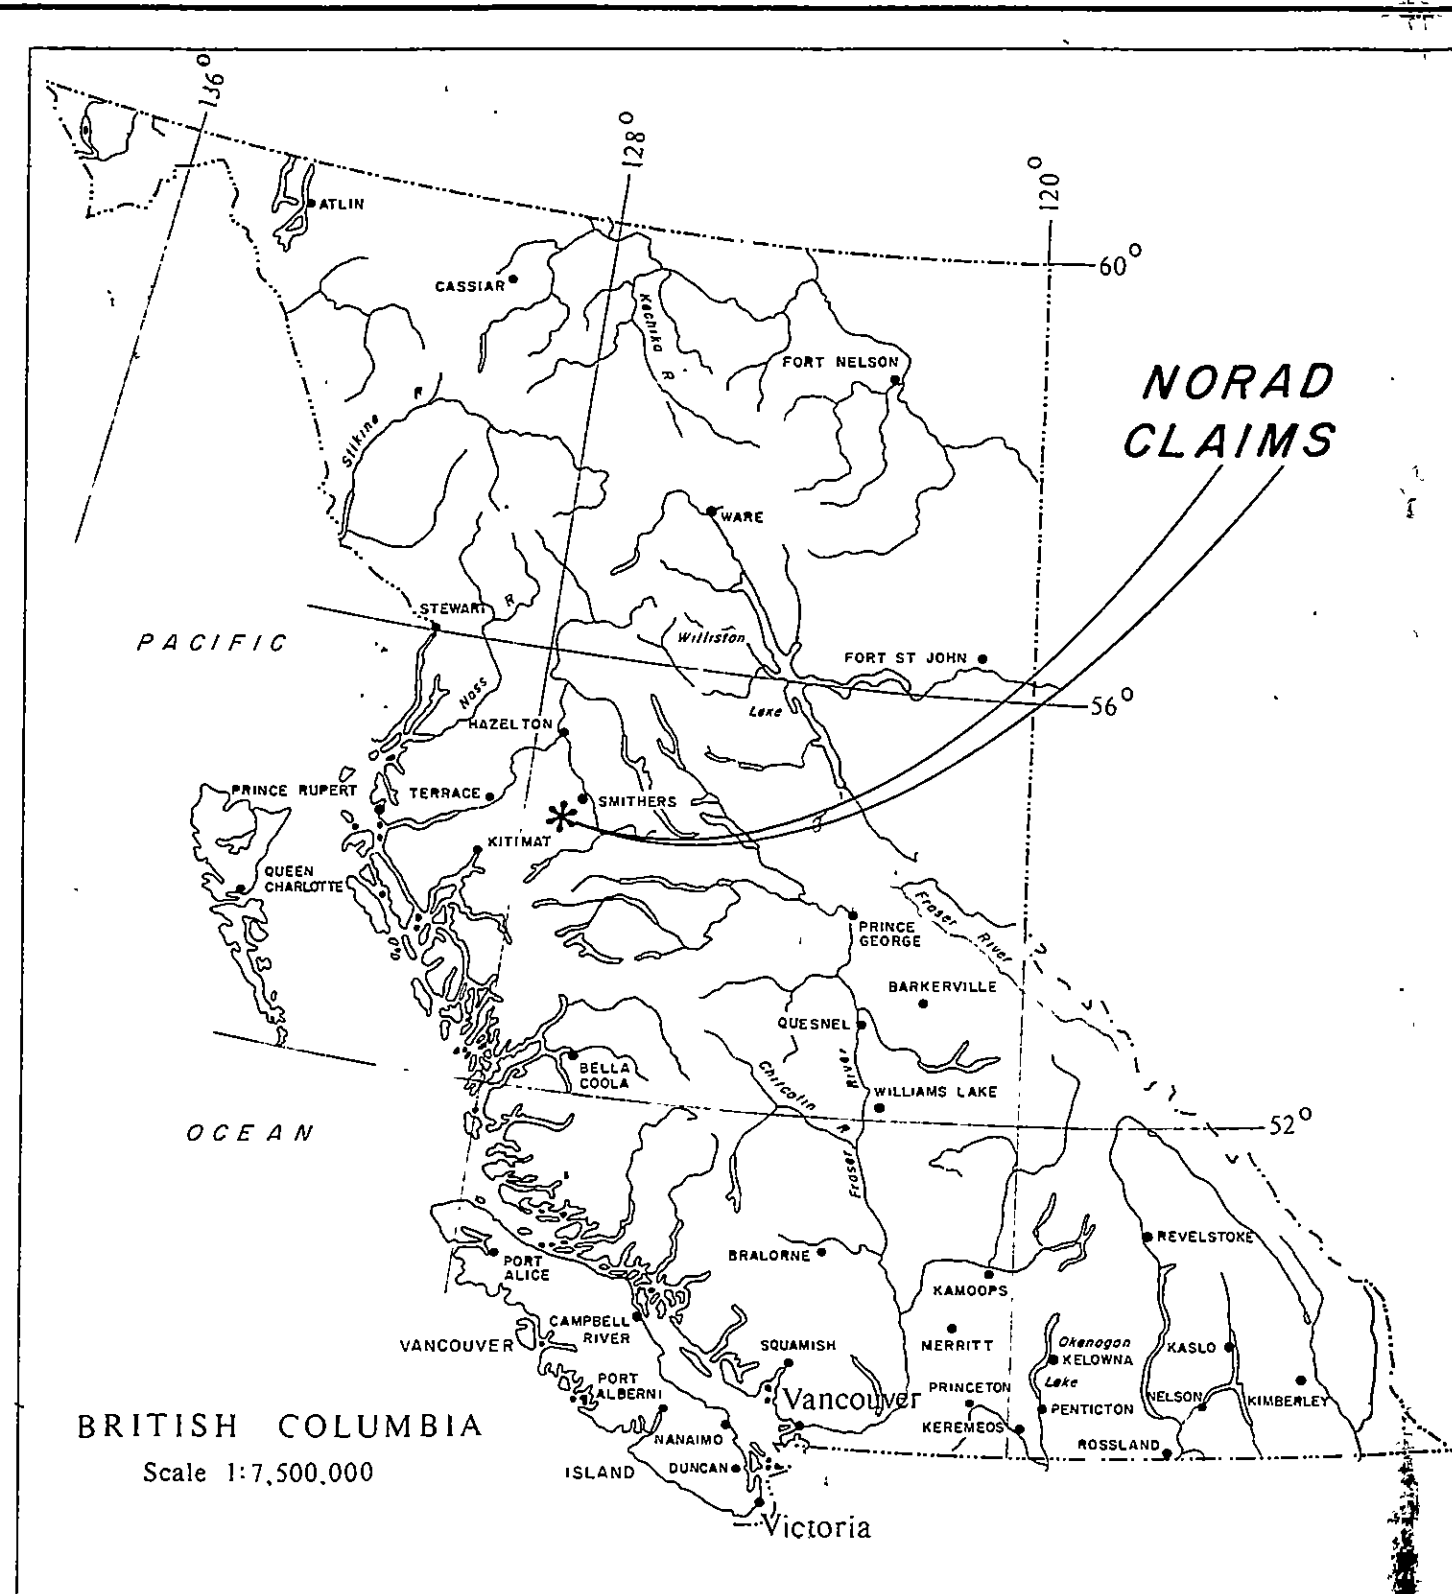 136°
128°
120°
ATLIN
60°
CASSIAR
Kechika R
FORT NELSON
NORAD
CLAIMS
Stikine R
WARE
STEWART
R
PACIFIC
Williston
FORT ST JOHN
Nass
Lake
56°
HAZELTON
PRINCE RUPERT
TERRACE
SMITHERS
KITIMAT
QUEEN
CHARLOTTE
Fraser River
PRINCE
GEORGE
BARKERVILLE
QUESNEL
BELLA
COOLA
Chilcotin R
River
WILLIAMS LAKE
OCEAN
52°
Fraser
REVELSTOKE
BRALORNE
PORT
ALICE
KAMOOPS
CAMPBELL
RIVER
VANCOUVER
SQUAMISH
MERRITT
Okenogon
KELOWNA
KASLO
PORT
ALBERNI
Lake
PRINCETON
Vancouver
PENTICTON
NELSON
KIMBERLEY
BRITISH COLUMBIA
NANAIMO
KEREMEOS
ROSSLAND
Scale 1:7,500,000
ISLAND
DUNCAN
Victoria